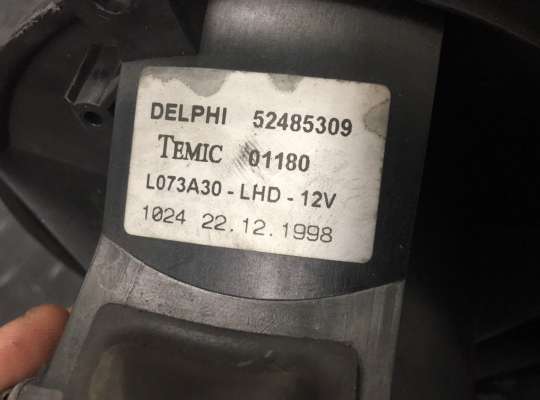 DELPHI 52485309
TEMIC 01180
L073A30 - LHD - 12V
1024 22.12.1998